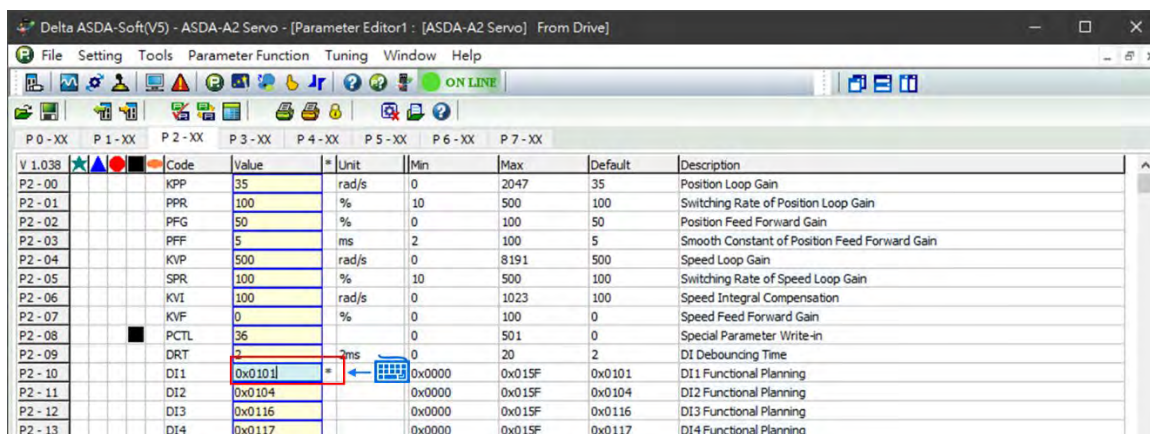 Delta ASDA-Soft(V5) - ASDA-A2 Servo - [Parameter Editor1 : [ASDA-A2 Servo] From Drive]
File Setting Tools Parameter Function Tuning Window Help
ON LINE
P 0 - XX P 1 - XX P 2 - XX P 3 - XX P 4 - XX P 5 - XX P 6 - XX P 7 - XX
V 1.038 Code Value * Unit Min Max Default Description
P2 - 00 KPP 35 rad/s 0 2047 35 Position Loop Gain
P2 - 01 PPR 100 % 10 500 100 Switching Rate of Position Loop Gain
P2 - 02 PFG 50 % 0 100 50 Position Feed Forward Gain
P2 - 03 PFF 5 ms 2 100 5 Smooth Constant of Position Feed Forward Gain
P2 - 04 KVP 500 rad/s 0 8191 500 Speed Loop Gain
P2 - 05 SPR 100 % 10 500 100 Switching Rate of Speed Loop Gain
P2 - 06 KVI 100 rad/s 0 1023 100 Speed Integral Compensation
P2 - 07 KVF 0 % 0 100 0 Speed Feed Forward Gain
P2 - 08 PCTL 36 0 501 0 Special Parameter Write-in
P2 - 09 DRT 2 2ms 0 20 2 DI Debouncing Time
P2 - 10 DI1 0x0101 * 0x0000 0x015F 0x0101 DI1 Functional Planning
P2 - 11 DI2 0x0104 0x0000 0x015F 0x0104 DI2 Functional Planning
P2 - 12 DI3 0x0116 0x0000 0x015F 0x0116 DI3 Functional Planning
P2 - 13 DI4 0x0117 0x0000 0x015F 0x0117 DI4 Functional Planning